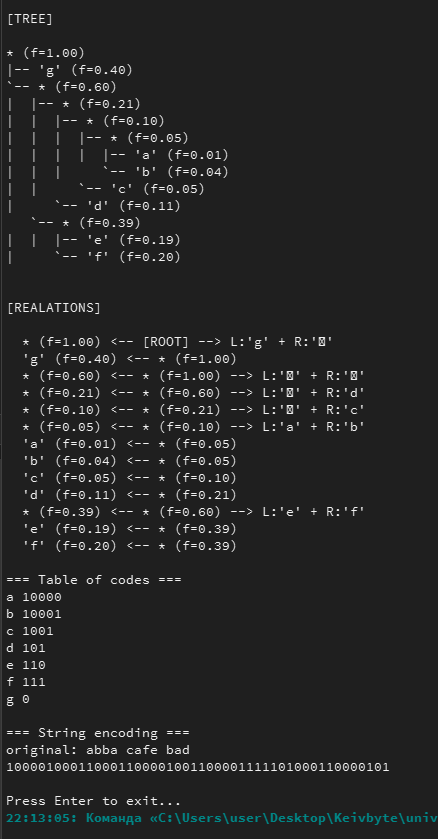 [TREE]
* (f=1.00)
|-- 'g' (f=0.40)
`-- * (f=0.60)
|  |-- * (f=0.21)
|  |  |-- * (f=0.10)
|  |  |  |-- * (f=0.05)
|  |  |  |  |-- 'a' (f=0.01)
|  |  |     `-- 'b' (f=0.04)
|  |     `-- 'c' (f=0.05)
|     `-- 'd' (f=0.11)
   `-- * (f=0.39)
|  |  |-- 'e' (f=0.19)
|     `-- 'f' (f=0.20)
[REALATIONS]
* (f=1.00) <-- [ROOT] --> L:'g' + R:'▯'
'g' (f=0.40) <-- * (f=1.00)
* (f=0.60) <-- * (f=1.00) --> L:'▯' + R:'▯'
* (f=0.21) <-- * (f=0.60) --> L:'▯' + R:'d'
* (f=0.10) <-- * (f=0.21) --> L:'▯' + R:'c'
* (f=0.05) <-- * (f=0.10) --> L:'a' + R:'b'
'a' (f=0.01) <-- * (f=0.05)
'b' (f=0.04) <-- * (f=0.05)
'c' (f=0.05) <-- * (f=0.10)
'd' (f=0.11) <-- * (f=0.21)
* (f=0.39) <-- * (f=0.60) --> L:'e' + R:'f'
'e' (f=0.19) <-- * (f=0.39)
'f' (f=0.20) <-- * (f=0.39)
=== Table of codes ===
a 10000
b 10001
c 1001
d 101
e 110
f 111
g 0
=== String encoding ===
original: abba cafe bad
100001000110001100001001100001111101000110000101
Press Enter to exit...
22:13:05: Команда «C:\Users\user\Desktop\Keivbyte\univ